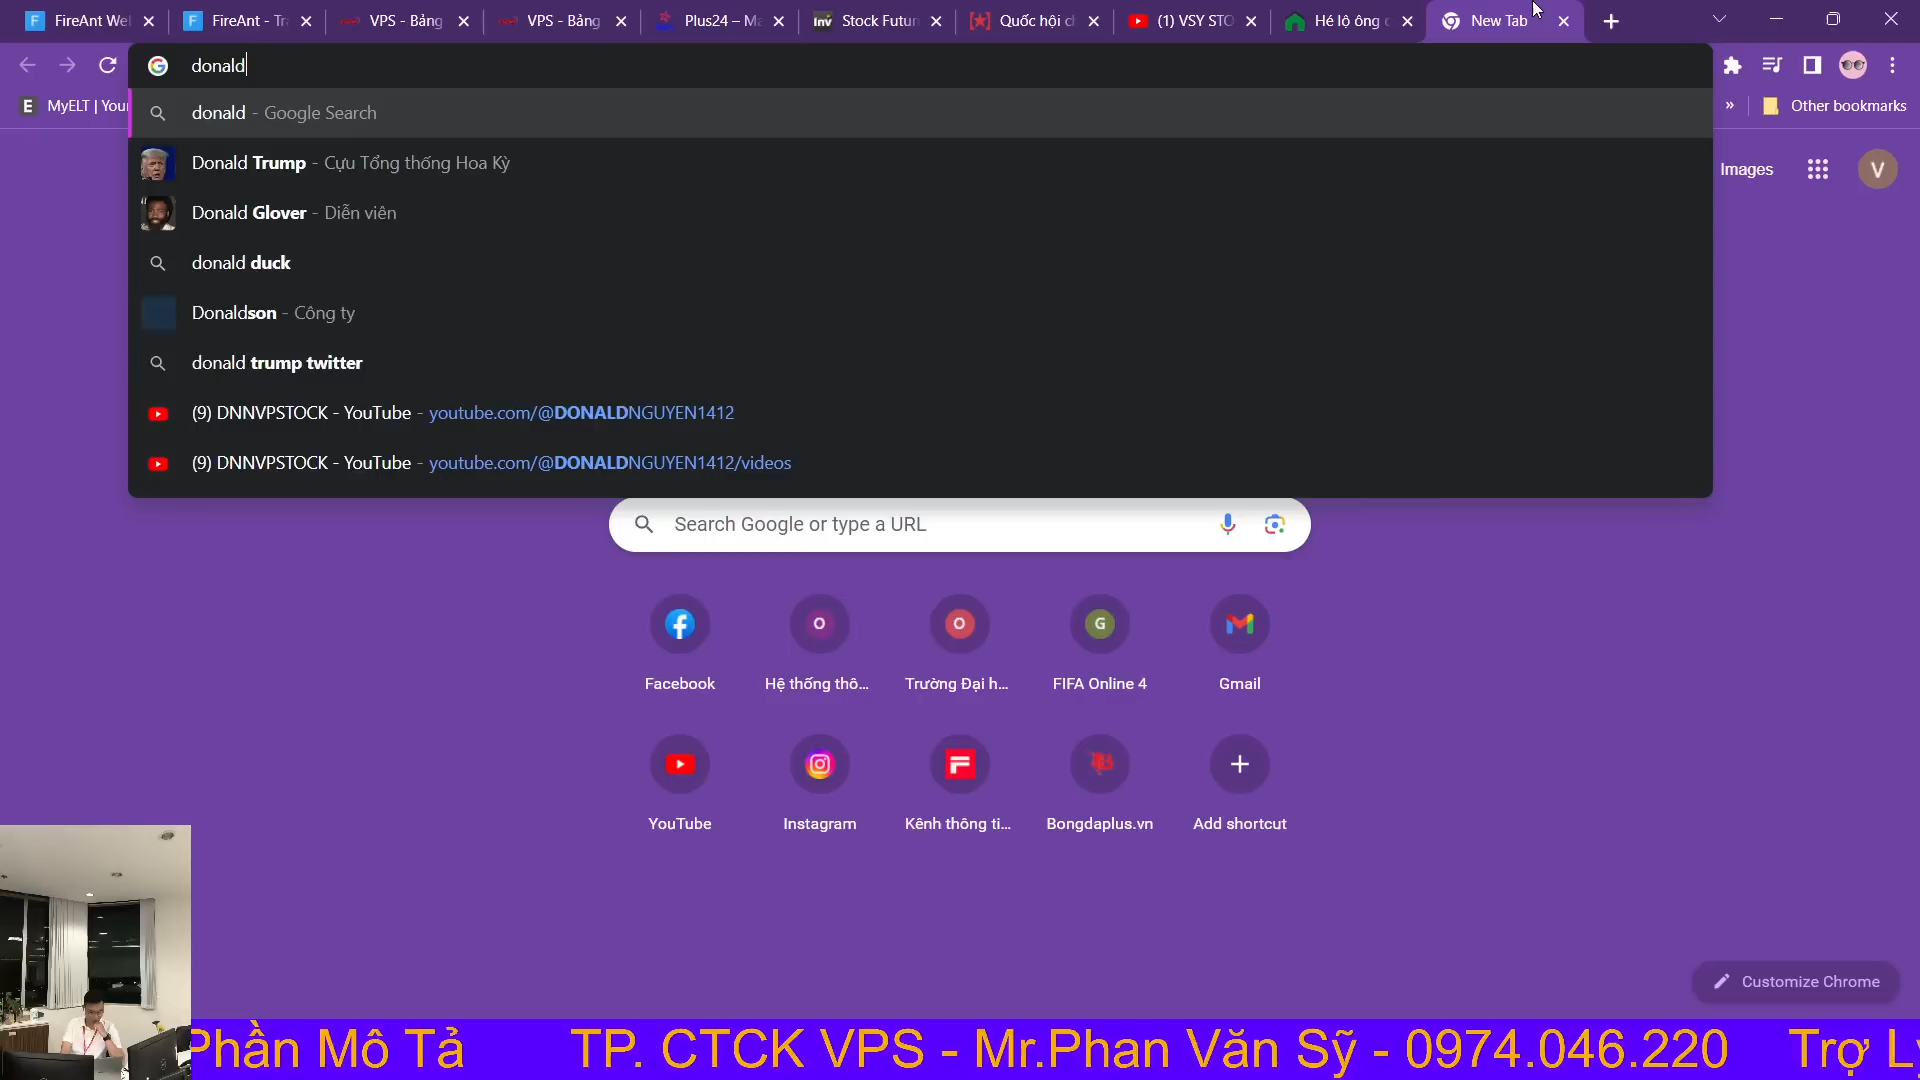 FireAnt We
FireAnt - Tra
VPS - Bảng
VPS - Bảng
Plus24 – Ma
Stock Futur
Quốc hội ch
(1) VSY STO
Hé lộ ông c
New Tab
donald
MyELT | Your
Other bookmarks
donald - Google Search
Donald Trump - Cựu Tổng thống Hoa Kỳ
Donald Glover - Diễn viên
donald duck
Donaldson - Công ty
donald trump twitter
(9) DNNVPSTOCK - YouTube - youtube.com/@DONALDNGUYEN1412
(9) DNNVPSTOCK - YouTube - youtube.com/@DONALDNGUYEN1412/videos
Images
V
Search Google or type a URL
Facebook
Hệ thống thô...
Trường Đại h...
FIFA Online 4
Gmail
YouTube
Instagram
Kênh thông ti...
Bongdaplus.vn
Add shortcut
Customize Chrome
Phần Mô Tả TP. CTCK VPS - Mr.Phan Văn Sỹ - 0974.046.220 Trợ Lý